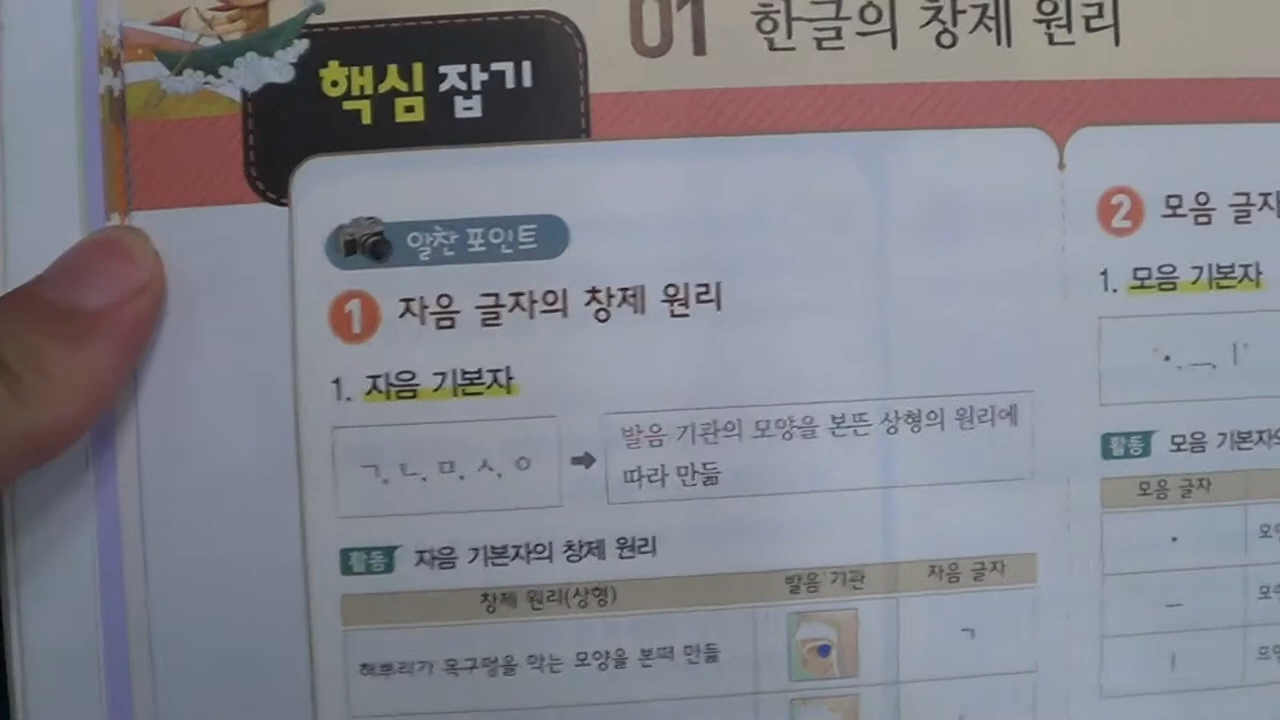 01 한글의 창제 원리
핵심 잡기
알찬 포인트
1 자음 글자의 창제 원리
1. 자음 기본자
ㄱ, ㄴ, ㅁ, ㅅ, ㅇ
발음 기관의 모양을 본뜬 상형의 원리에
따라 만듦
활동 자음 기본자의 창제 원리
창제 원리(상형) 발음 기관 자음 글자
혀뿌리가 목구멍을 막는 모양을 본떠 만듦 ㄱ
2 모음 글자
1. 모음 기본자
ㆍ, ㅡ, ㅣ
활동 모음 기본자의
모음 글자
ㆍ
ㅡ
ㅣ